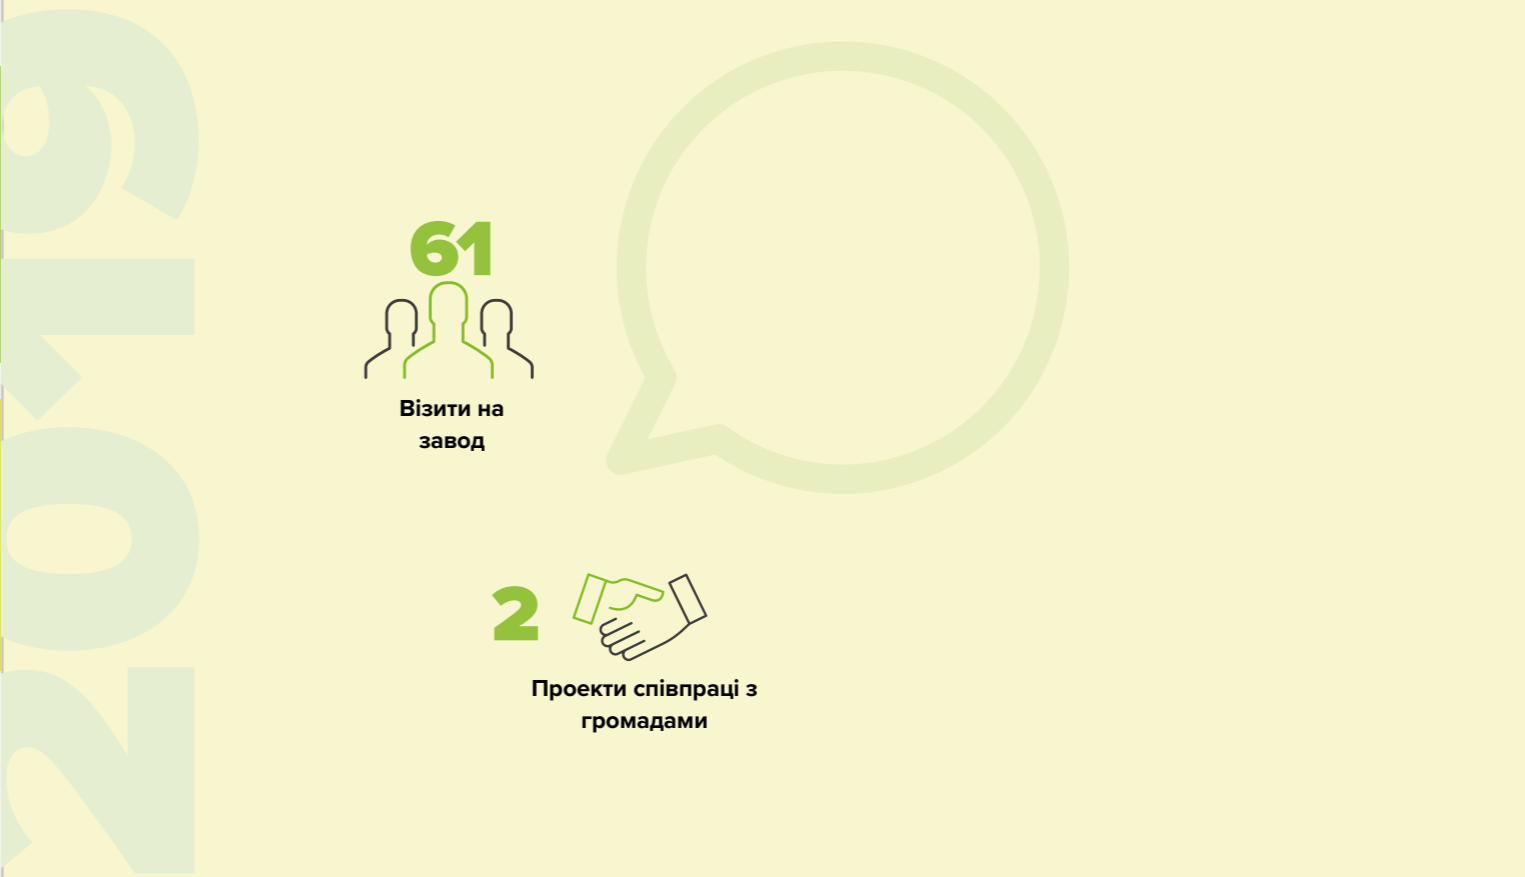 2019
61
Візити на
завод
2
Проекти співпраці з
громадами